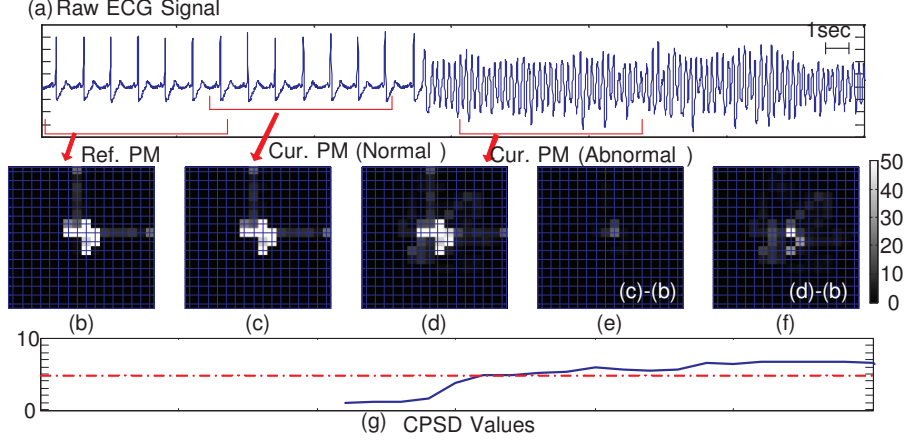 (a) Raw ECG Signal
1sec
Ref. PM
Cur. PM (Normal )
Cur. PM (Abnormal )
50
40
30
20
10
0
(c)-(b)
(d)-(b)
(b)
(c)
(d)
(e)
(f)
10
0
(g) CPSD Values